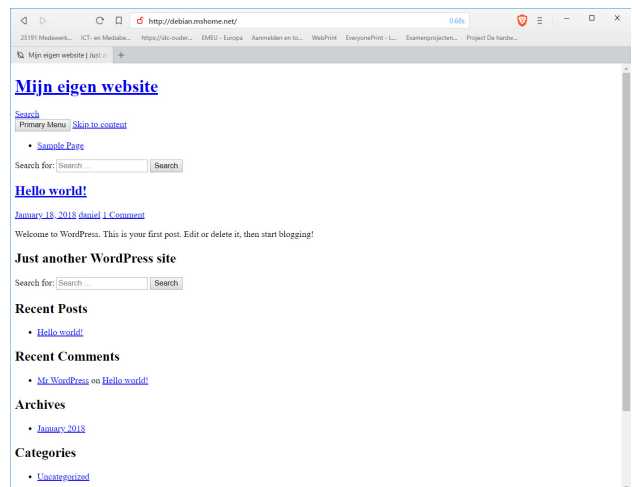 http://debian.mshome.net/ 0.68s
25191 Medewerk... ICT- en Mediabe... https://idc-ouder... EMEU - Europa Aanmelden en to... WebPrint EveryonePrint - L... Examenprojecten... Project De hardw...
Mijn eigen website | Just
Mijn eigen website
Search
Primary Menu Skip to content
Sample Page
Search for: Search … Search
Hello world!
January 18, 2018 daniel 1 Comment
Welcome to WordPress. This is your first post. Edit or delete it, then start blogging!
Just another WordPress site
Search for: Search … Search
Recent Posts
Hello world!
Recent Comments
Mr WordPress on Hello world!
Archives
January 2018
Categories
Uncategorized